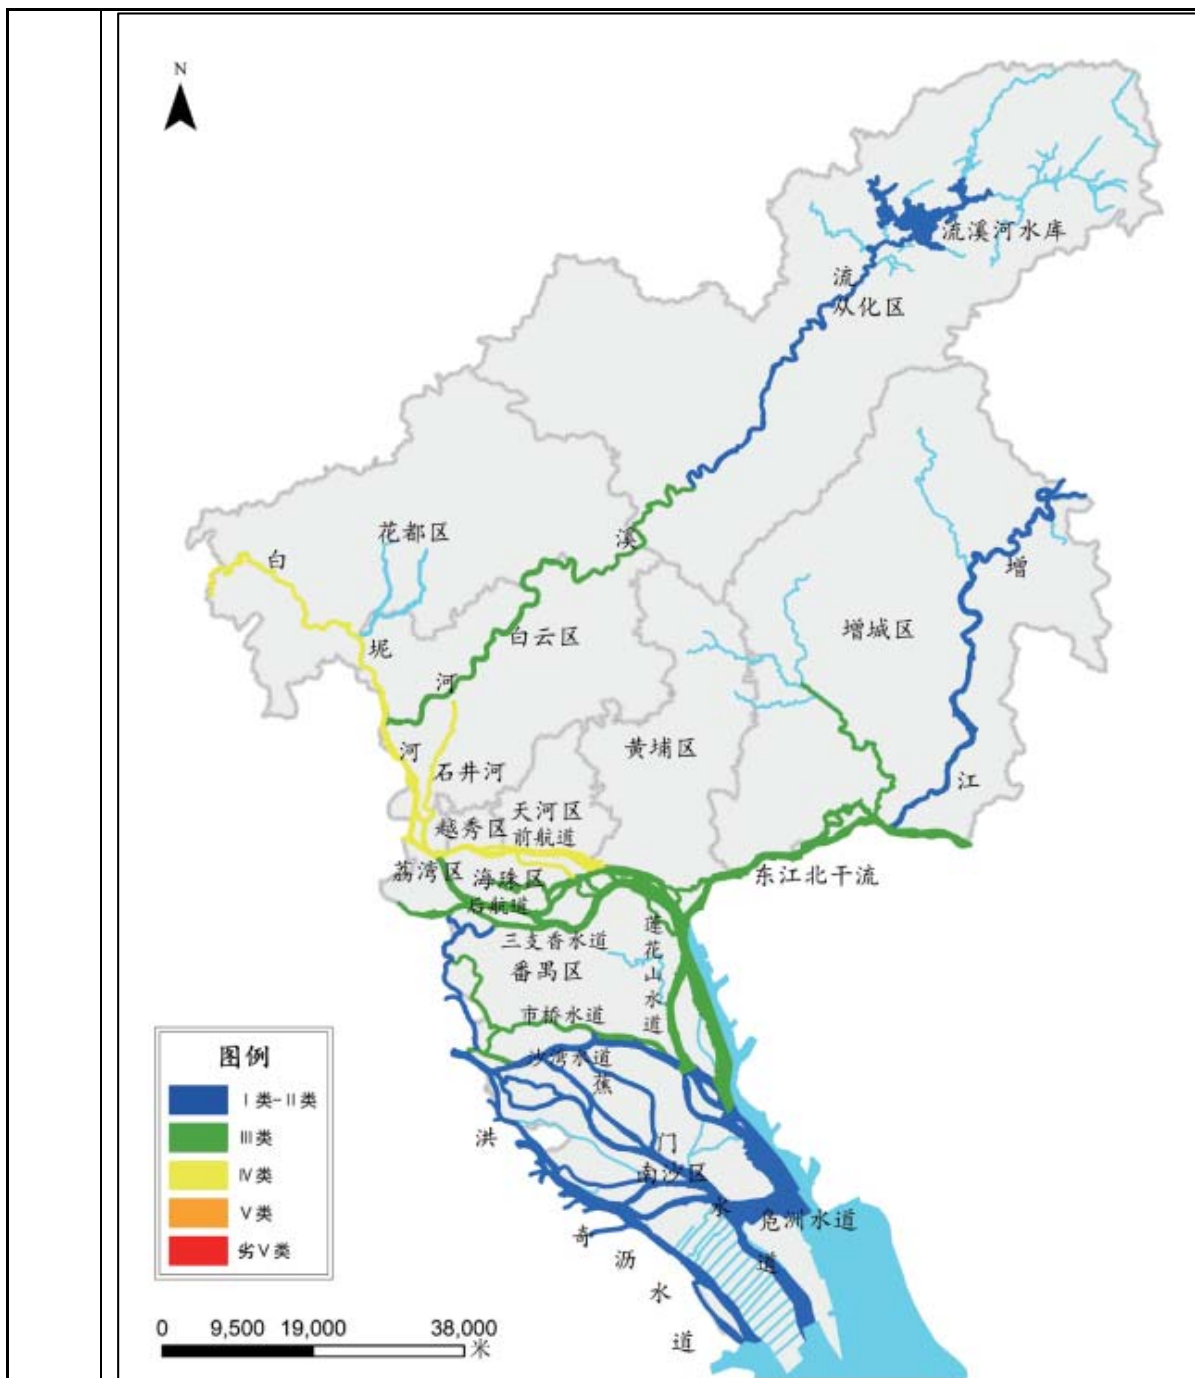 N
流溪河水库
流
从化区
溪
花都区
白
增
坭
白云区
增城区
河
河
石井河
黄埔区
江
天河区
越秀区
前航道
荔湾区
海珠区
东江北干流
后航道
三支香水道
莲花山水道
番禺区
市桥水道
沙湾水道
蕉
洪
门
南沙区
水
凫洲水道
奇
道
沥
水
道
图例
I类-II类
III类
IV类
V类
劣V类
0 9,500 19,000 38,000
米